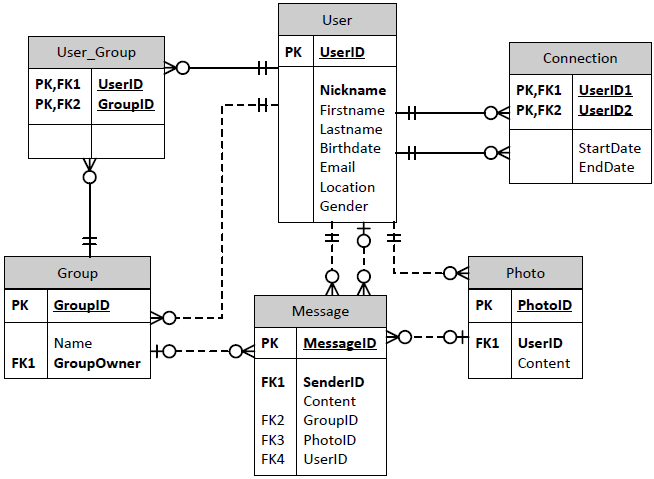 User
PK UserID
Nickname
Firstname
Lastname
Birthdate
Email
Location
Gender
User_Group
PK,FK1 UserID
PK,FK2 GroupID
Connection
PK,FK1 UserID1
PK,FK2 UserID2
StartDate
EndDate
Group
PK GroupID
Name
FK1 GroupOwner
Message
PK MessageID
FK1 SenderID
Content
FK2 GroupID
FK3 PhotoID
FK4 UserID
Photo
PK PhotoID
FK1 UserID
Content